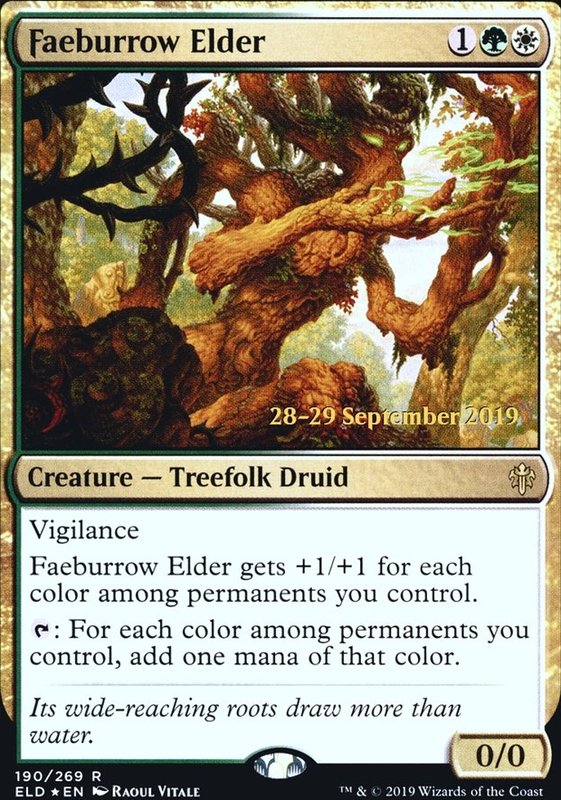 Faeburrow Elder 1
28-29 September 2019
Creature — Treefolk Druid
Vigilance
Faeburrow Elder gets +1/+1 for each
color among permanents you control.
: For each color among permanents you
control, add one mana of that color.
Its wide-reaching roots draw more than
water.
0/0
190/269 R
ELD ★ EN Raoul Vitale ™ & © 2019 Wizards of the Coast